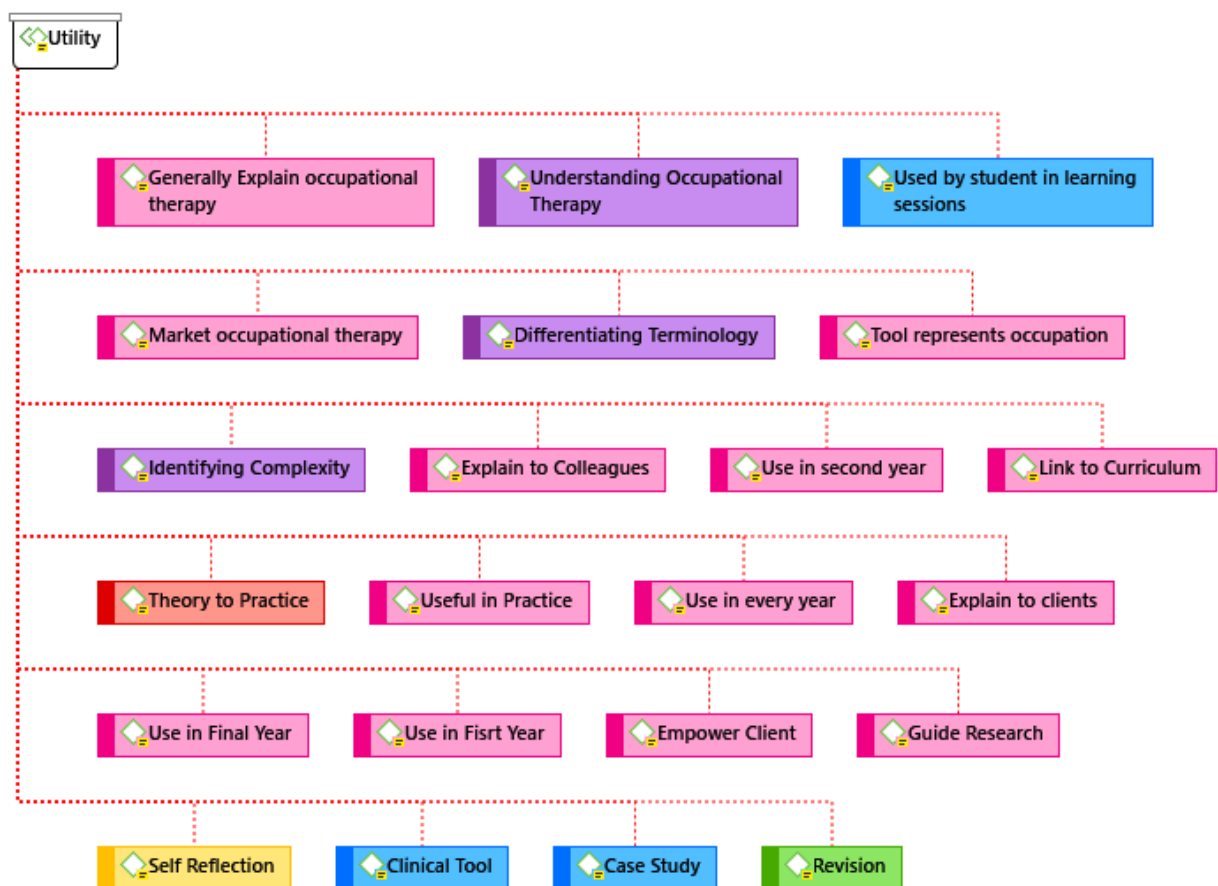 Utility
Generally Explain occupational
therapy
Understanding Occupational
Therapy
Used by student in learning
sessions
Market occupational therapy
Differentiating Terminology
Tool represents occupation
Identifying Complexity
Explain to Colleagues
Use in second year
Link to Curriculum
Theory to Practice
Useful in Practice
Use in every year
Explain to clients
Use in Final Year
Use in Fisrt Year
Empower Client
Guide Research
Self Reflection
Clinical Tool
Case Study
Revision